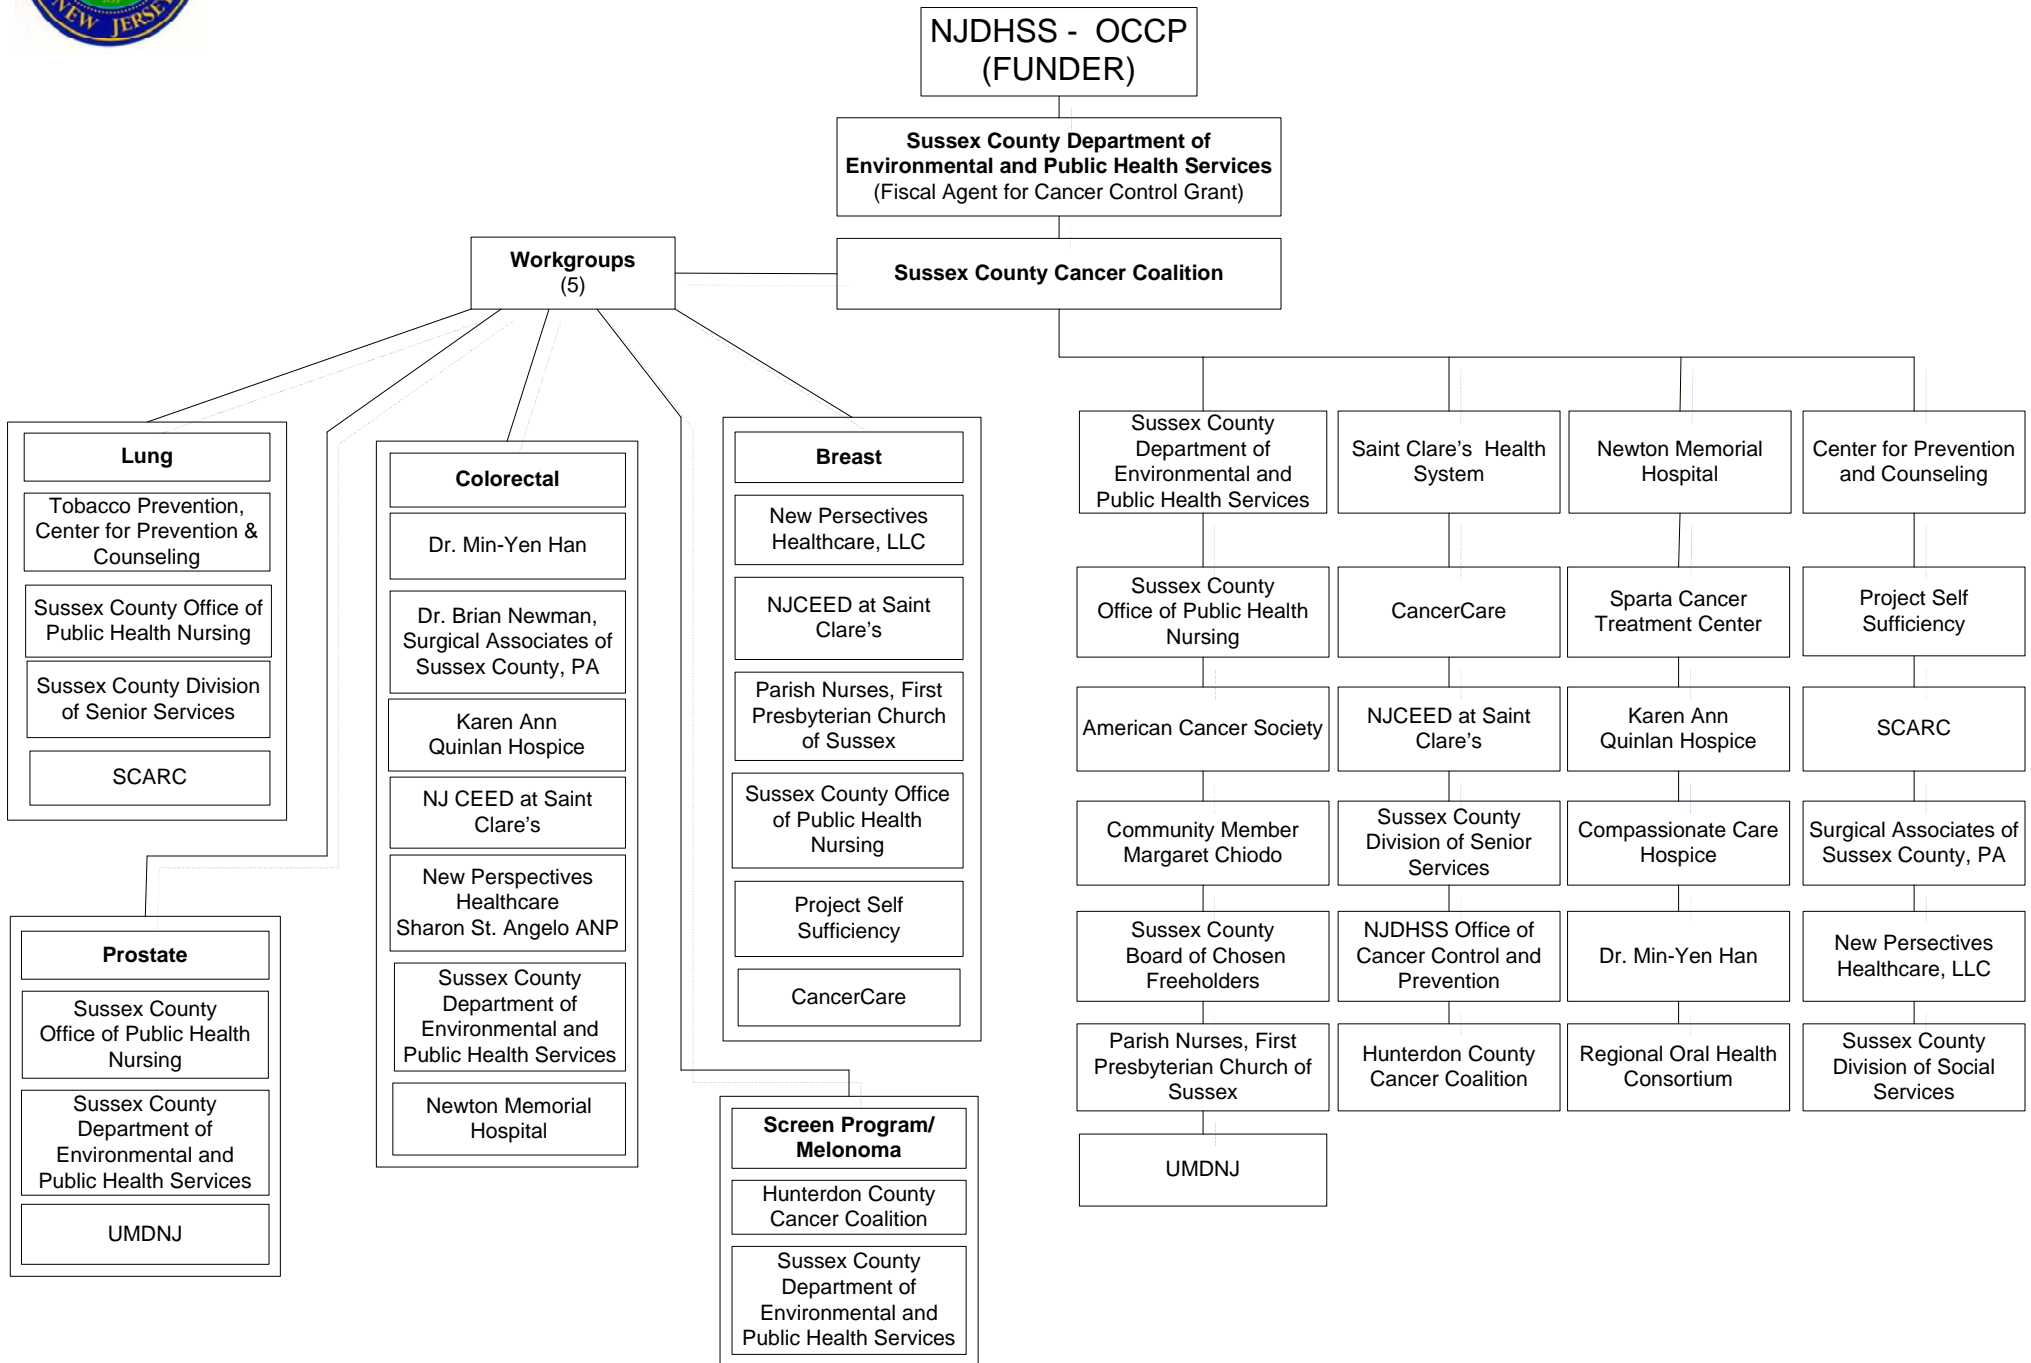 NEW JERSEY
NJDHSS - OCCP
(FUNDER)
Sussex County Department of
Environmental and Public Health Services
(Fiscal Agent for Cancer Control Grant)
Workgroups
(5)
Sussex County Cancer Coalition
Lung
Tobacco Prevention,
Center for Prevention &
Counseling
Sussex County Office of
Public Health Nursing
Sussex County Division
of Senior Services
SCARC
Prostate
Sussex County
Office of Public Health
Nursing
Sussex County
Department of
Environmental and
Public Health Services
UMDNJ
Colorectal
Dr. Min-Yen Han
Dr. Brian Newman,
Surgical Associates of
Sussex County, PA
Karen Ann
Quinlan Hospice
NJ CEED at Saint
Clare's
New Perspectives
Healthcare
Sharon St. Angelo ANP
Sussex County
Department of
Environmental and
Public Health Services
Newton Memorial
Hospital
Breast
New Persectives
Healthcare, LLC
NJCEED at Saint
Clare's
Parish Nurses, First
Presbyterian Church
of Sussex
Sussex County Office
of Public Health
Nursing
Project Self
Sufficiency
CancerCare
Screen Program/
Melonoma
Hunterdon County
Cancer Coalition
Sussex County
Department of
Environmental and
Public Health Services
Sussex County
Department of
Environmental and
Public Health Services
Sussex County
Office of Public Health
Nursing
American Cancer Society
Community Member
Margaret Chiodo
Sussex County
Board of Chosen
Freeholders
Parish Nurses, First
Presbyterian Church of
Sussex
UMDNJ
Saint Clare's  Health
System
CancerCare
NJCEED at Saint
Clare's
Sussex County
Division of Senior
Services
NJDHSS Office of
Cancer Control and
Prevention
Hunterdon County
Cancer Coalition
Newton Memorial
Hospital
Sparta Cancer
Treatment Center
Karen Ann
Quinlan Hospice
Compassionate Care
Hospice
Dr. Min-Yen Han
Regional Oral Health
Consortium
Center for Prevention
and Counseling
Project Self
Sufficiency
SCARC
Surgical Associates of
Sussex County, PA
New Persectives
Healthcare, LLC
Sussex County
Division of Social
Services